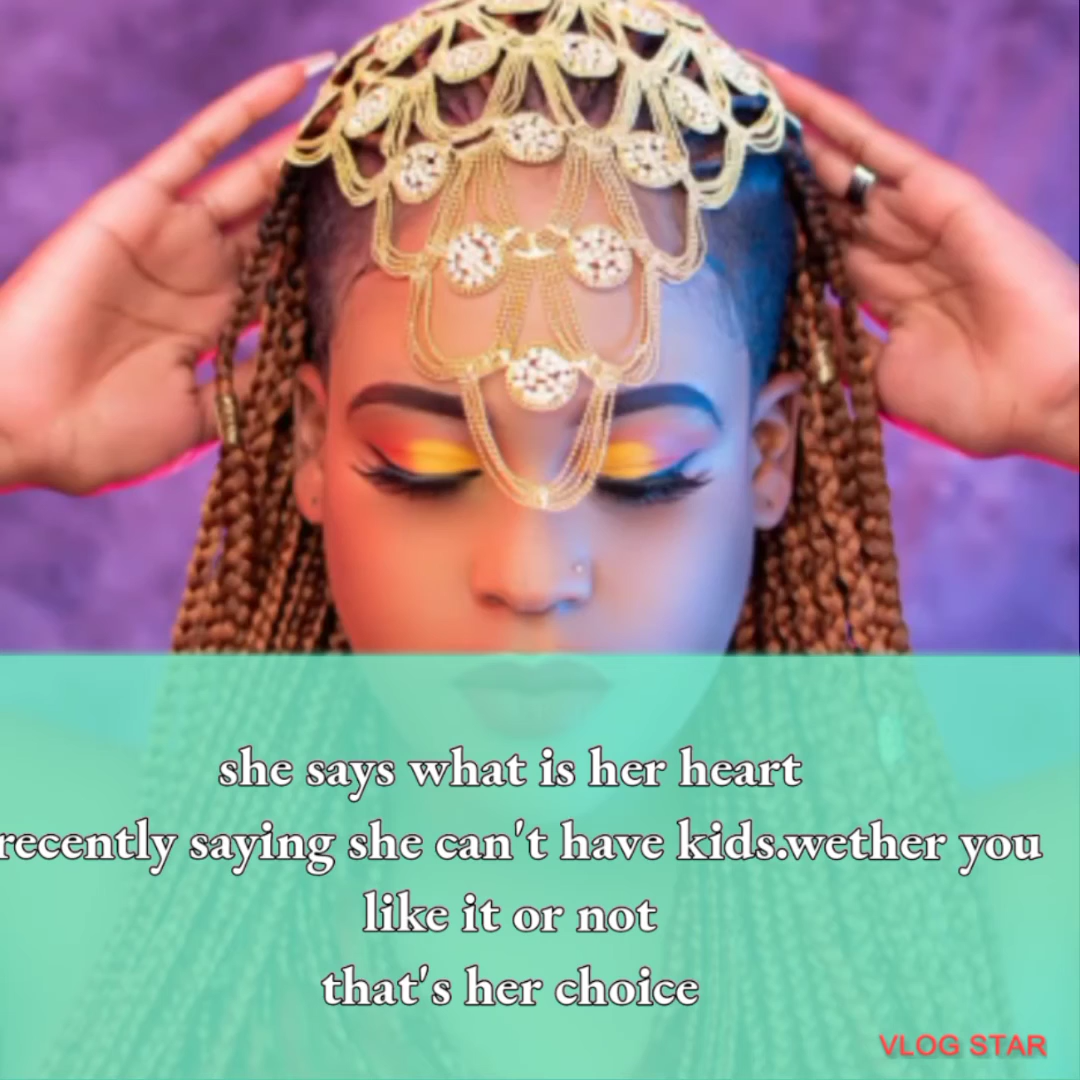 she says what is her heart
recently saying she can't have kids.wether you
like it or not
that's her choice
VLOG STAR